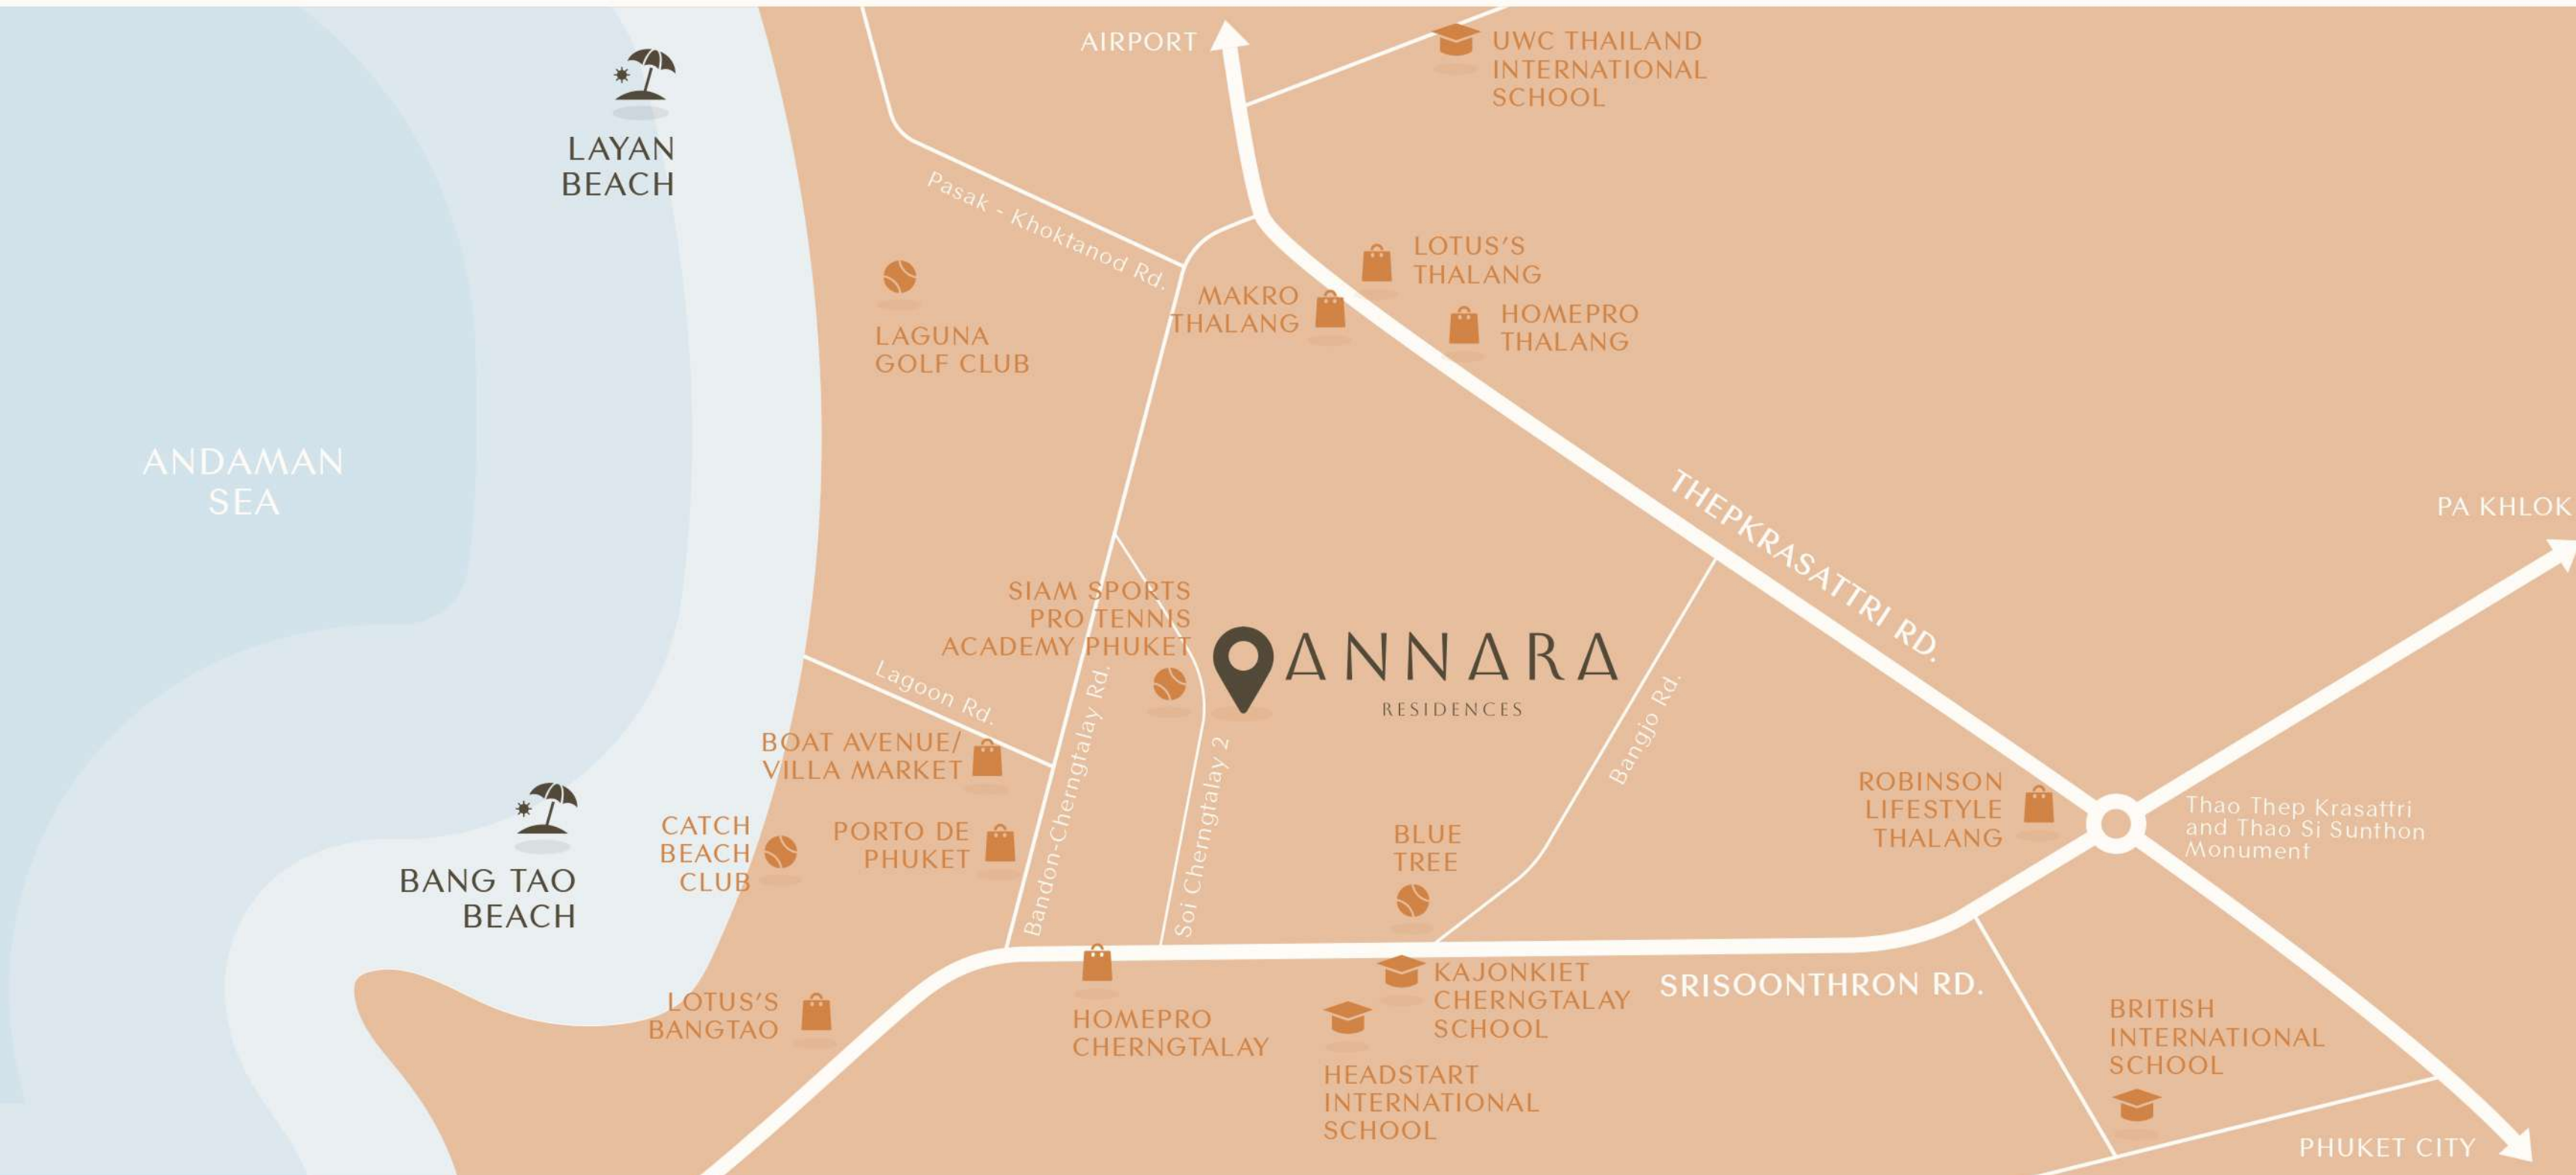 AIRPORT
UWC THAILAND
INTERNATIONAL
SCHOOL
LAYAN
BEACH
Pasak - Khoktanod Rd.
LOTUS'S
THALANG
MAKRO
THALANG
HOMEPRO
THALANG
LAGUNA
GOLF CLUB
ANDAMAN
SEA
THEPKRASATTRI RD.
PA KHLOK
SIAM SPORTS
PRO TENNIS
ACADEMY PHUKET
ANNARA
RESIDENCES
Lagoon Rd.
Bandon-Cherngtalay Rd.
Soi Cherngtalay 2
Bangjo Rd.
BOAT AVENUE/
VILLA MARKET
ROBINSON
LIFESTYLE
THALANG
Thao Thep Krasattri
and Thao Si Sunthon
Monument
CATCH
BEACH
CLUB
PORTO DE
PHUKET
BLUE
TREE
BANG TAO
BEACH
LOTUS'S
BANGTAO
HOMEPRO
CHERNGTALAY
KAJONKIET
CHERNGTALAY
SCHOOL
SRISOONTHRON RD.
HEADSTART
INTERNATIONAL
SCHOOL
BRITISH
INTERNATIONAL
SCHOOL
PHUKET CITY